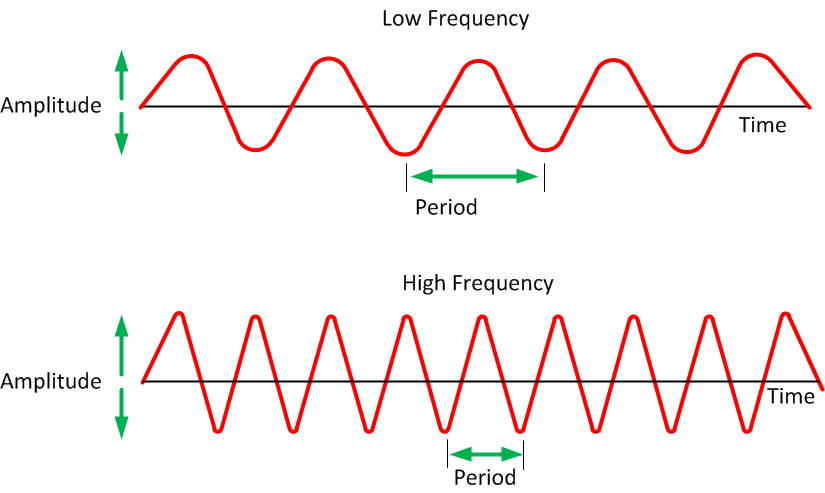 Low Frequency
Amplitude
Time
Period
High Frequency
Amplitude
Time
Period